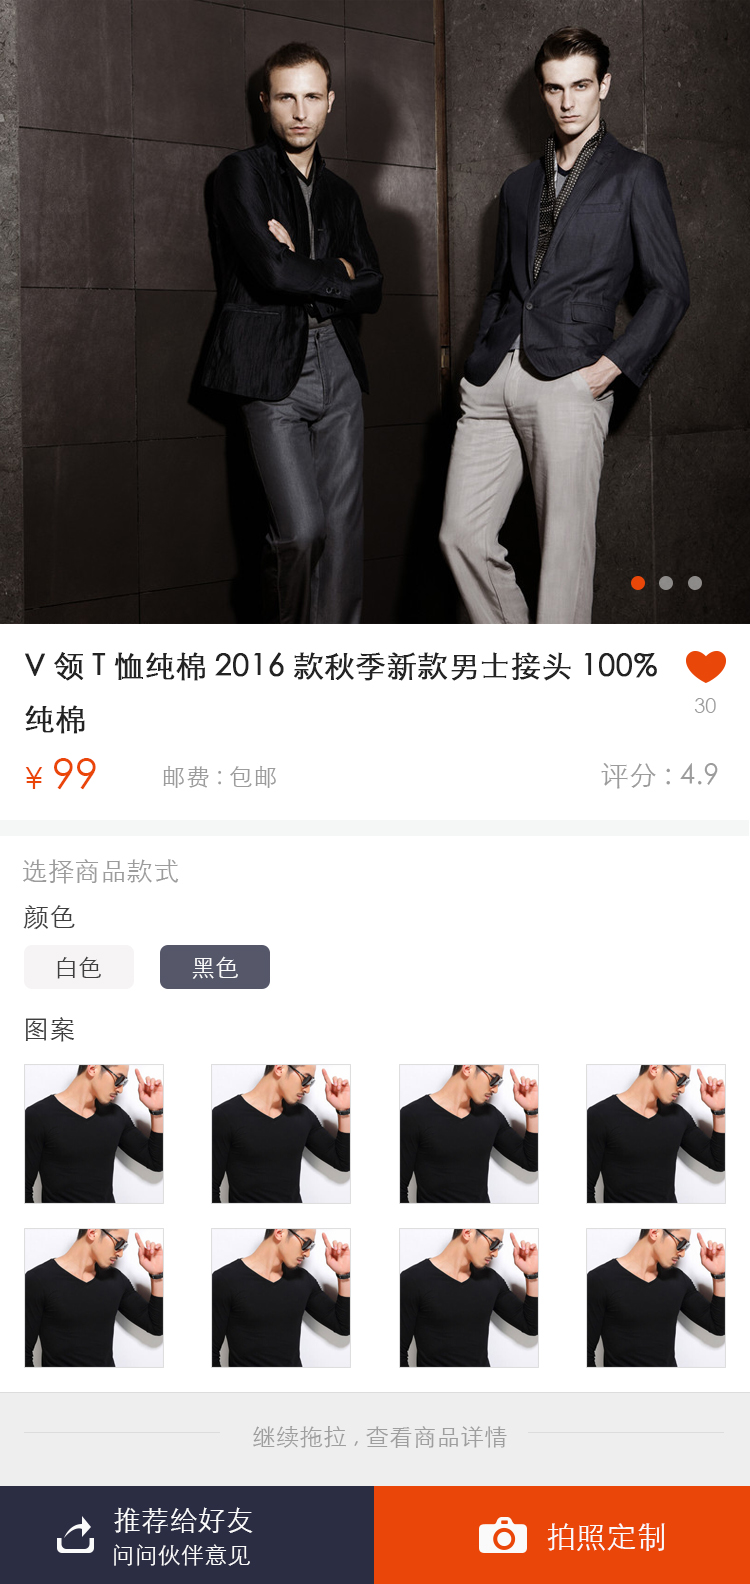 V 领 T 恤纯棉 2016 款秋季新款男士接头 100%
纯棉
30
¥ 99
邮费 : 包邮
评分 : 4.9
选择商品款式
颜色
白色
黑色
图案
继续拖拉 , 查看商品详情
推荐给好友
问问伙伴意见
拍照定制